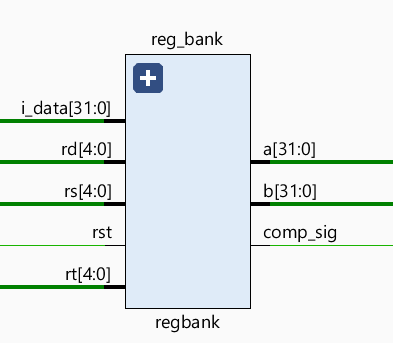 reg_bank
i_data[31:0]
rd[4:0]
a[31:0]
rs[4:0]
b[31:0]
rst
comp_sig
rt[4:0]
regbank